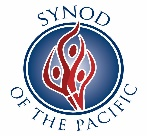 SYNOD
OF THE PACIFIC